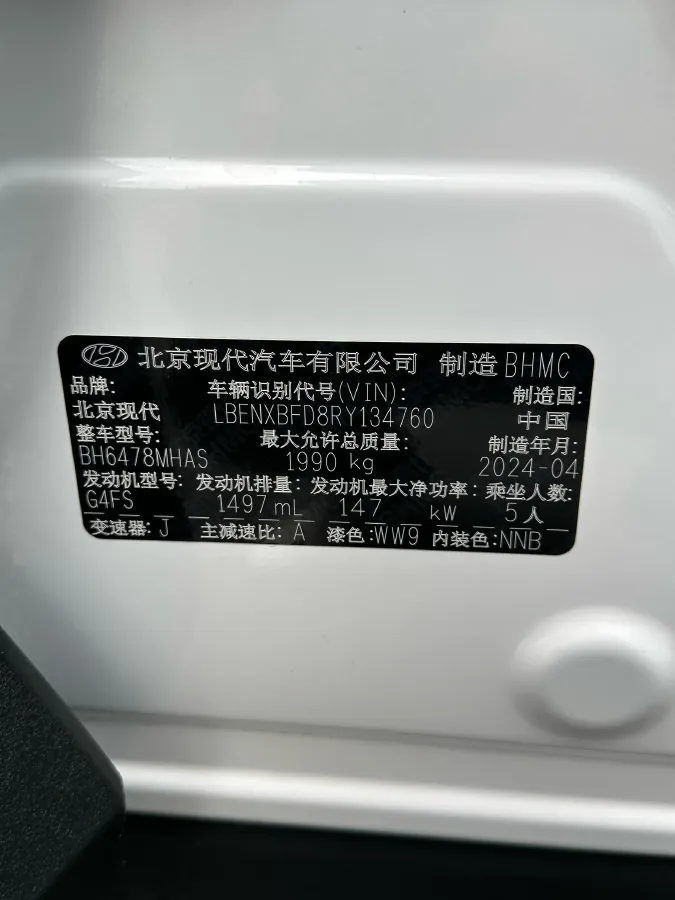 北京现代汽车有限公司 制造 BHMC
品牌: 车辆识别代号(VIN): 制造国:
北京现代 LBENXBFD8RY134760 中国
整车型号: 最大允许总质量: 制造年月:
BH6478MHAS 1990 kg 2024-04
发动机型号: 发动机排量: 发动机最大净功率: 乘坐人数:
G4FS 1497 mL 147 kW 5人
变速器: J 主减速比: A 漆色:WW9 内装色:NNB